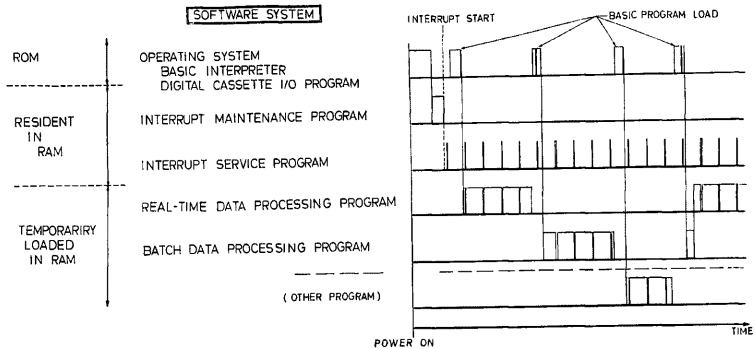 SOFTWARE SYSTEM
INTERRUPT START
BASIC PROGRAM LOAD
ROM
OPERATING SYSTEM
BASIC INTERPRETER
DIGITAL CASSETTE I/O PROGRAM
RESIDENT
IN
RAM
INTERRUPT MAINTENANCE PROGRAM
INTERRUPT SERVICE PROGRAM
TEMPORARIRY
LOADED
IN RAM
REAL-TIME DATA PROCESSING PROGRAM
BATCH DATA PROCESSING PROGRAM
( OTHER PROGRAM )
TIME
POWER ON